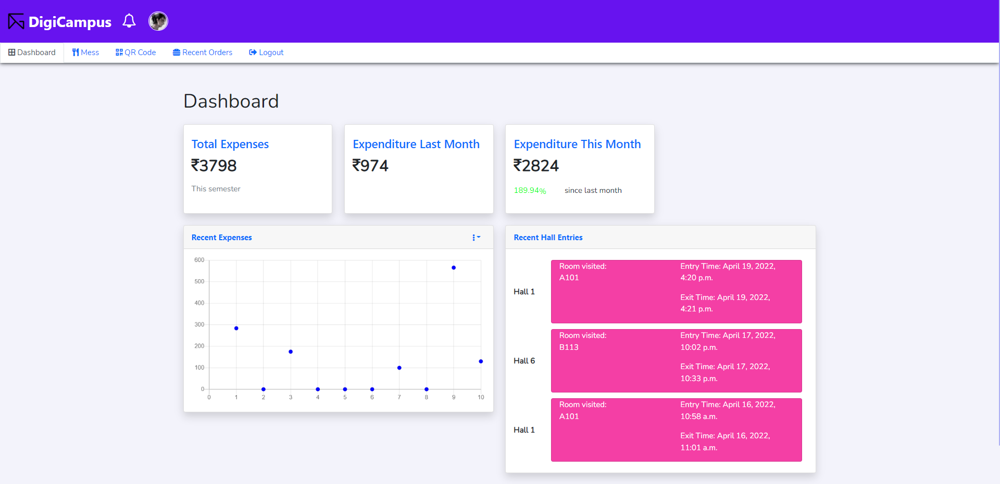 DigiCampus
Dashboard Mess QR Code Recent Orders Logout
Dashboard
Total Expenses
₹3798
This semester
Expenditure Last Month
₹974
Expenditure This Month
₹2824
189.94% since last month
Recent Expenses
600
500
400
300
200
100
0
0 1 2 3 4 5 6 7 8 9 10
Recent Hall Entries
Hall 1
Room visited:
A101
Entry Time: April 19, 2022,
4:20 p.m.
Exit Time: April 19, 2022,
4:21 p.m.
Hall 6
Room visited:
B113
Entry Time: April 17, 2022,
10:02 p.m.
Exit Time: April 17, 2022,
10:33 p.m.
Hall 1
Room visited:
A101
Entry Time: April 16, 2022,
10:58 a.m.
Exit Time: April 16, 2022,
11:01 a.m.